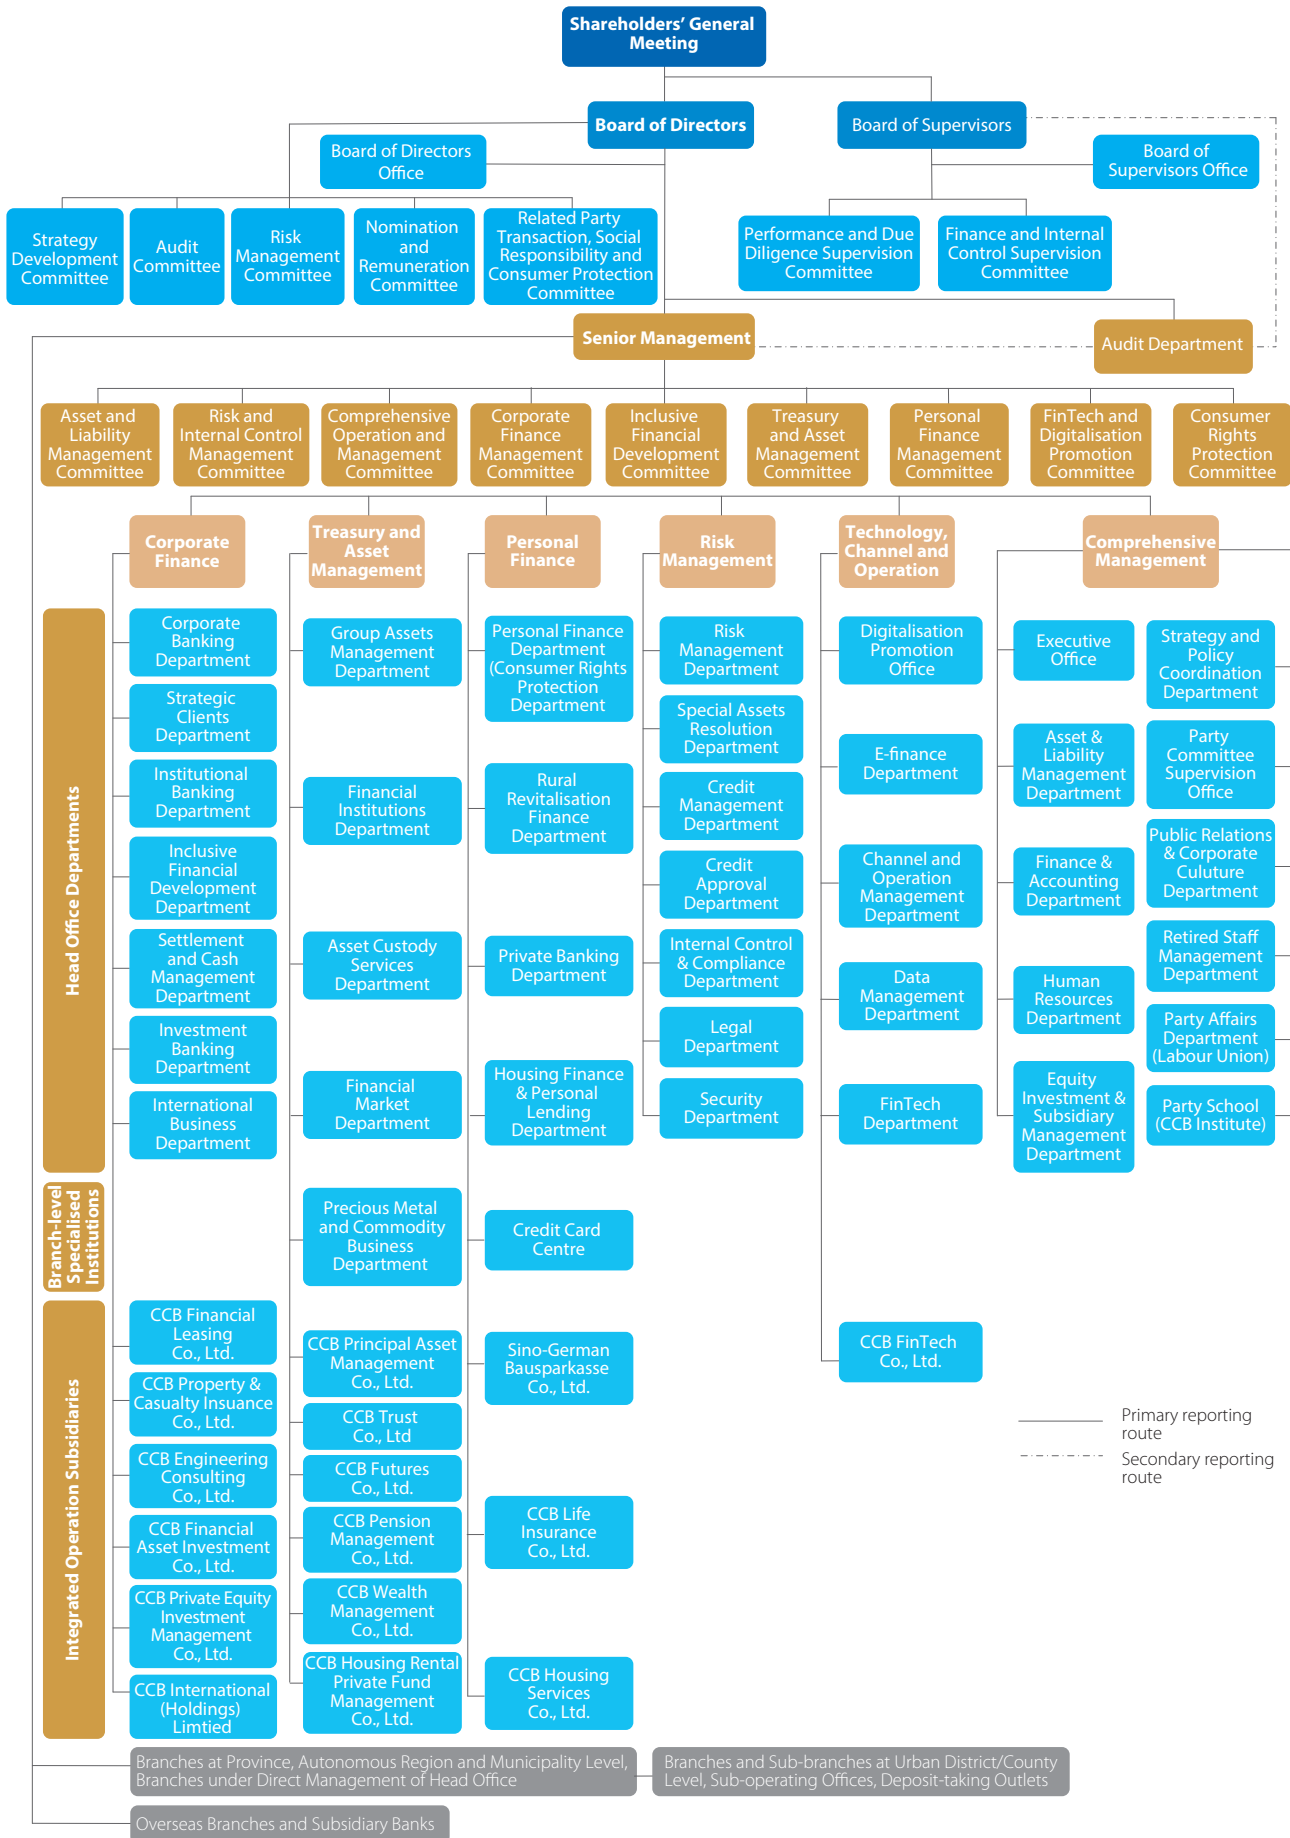 Shareholders’ General
Meeting
Board of Directors
Board of Supervisors
Board of Directors
Office
Board of
Supervisors Office
Strategy
Development
Committee
Audit
Committee
Risk
Management
Committee
Nomination
and
Remuneration
Committee
Related Party
Transaction, Social
Responsibility and
Consumer Protection
Committee
Performance and Due
Diligence Supervision
Committee
Finance and Internal
Control Supervision
Committee
Senior Management
Audit Department
Asset and
Liability
Management
Committee
Risk and
Internal Control
Management
Committee
Comprehensive
Operation and
Management
Committee
Corporate
Finance
Management
Committee
Inclusive
Financial
Development
Committee
Treasury
and Asset
Management
Committee
Personal
Finance
Management
Committee
FinTech and
Digitalisation
Promotion
Committee
Consumer
Rights
Protection
Committee
Corporate
Finance
Treasury and
Asset
Management
Personal
Finance
Risk
Management
Technology,
Channel and
Operation
Comprehensive
Management
Head Office Departments
Corporate
Banking
Department
Strategic
Clients
Department
Institutional
Banking
Department
Inclusive
Financial
Development
Department
Settlement
and Cash
Management
Department
Investment
Banking
Department
International
Business
Department
Group Assets
Management
Department
Financial
Institutions
Department
Asset Custody
Services
Department
Financial
Market
Department
Precious Metal
and Commodity
Business
Department
Personal Finance
Department
(Consumer Rights
Protection
Department
Rural
Revitalisation
Finance
Department
Private Banking
Department
Housing Finance
& Personal
Lending
Department
Credit Card
Centre
Risk
Management
Department
Special Assets
Resolution
Department
Credit
Management
Department
Credit
Approval
Department
Internal Control
& Compliance
Department
Legal
Department
Security
Department
Digitalisation
Promotion
Office
E-finance
Department
Channel and
Operation
Management
Department
Data
Management
Department
FinTech
Department
Executive
Office
Asset &
Liability
Management
Department
Finance &
Accounting
Department
Human
Resources
Department
Equity
Investment &
Subsidiary
Management
Department
Strategy and
Policy
Coordination
Department
Party
Committee
Supervision
Office
Public Relations
& Corporate
Culuture
Department
Retired Staff
Management
Department
Party Affairs
Department
(Labour Union)
Party School
(CCB Institute)
Branch-level
Specialised
Institutions
Integrated Operation Subsidiaries
CCB Financial
Leasing
Co., Ltd.
CCB Property &
Casualty Insuance
Co., Ltd.
CCB Engineering
Consulting
Co., Ltd.
CCB Financial
Asset Investment
Co., Ltd.
CCB Private Equity
Investment
Management
Co., Ltd.
CCB International
(Holdings)
Limtied
CCB Principal Asset
Management
Co., Ltd.
CCB Trust
Co., Ltd
CCB Futures
Co., Ltd.
CCB Pension
Management
Co., Ltd.
CCB Wealth
Management
Co., Ltd.
CCB Housing Rental
Private Fund
Management
Co., Ltd.
Sino-German
Bausparkasse
Co., Ltd.
CCB Life
Insurance
Co., Ltd.
CCB Housing
Services
Co., Ltd.
CCB FinTech
Co., Ltd.
Primary reporting
route
Secondary reporting
route
Branches at Province, Autonomous Region and Municipality Level,
Branches under Direct Management of Head Office
Branches and Sub-branches at Urban District/County
Level, Sub-operating Offices, Deposit-taking Outlets
Overseas Branches and Subsidiary Banks